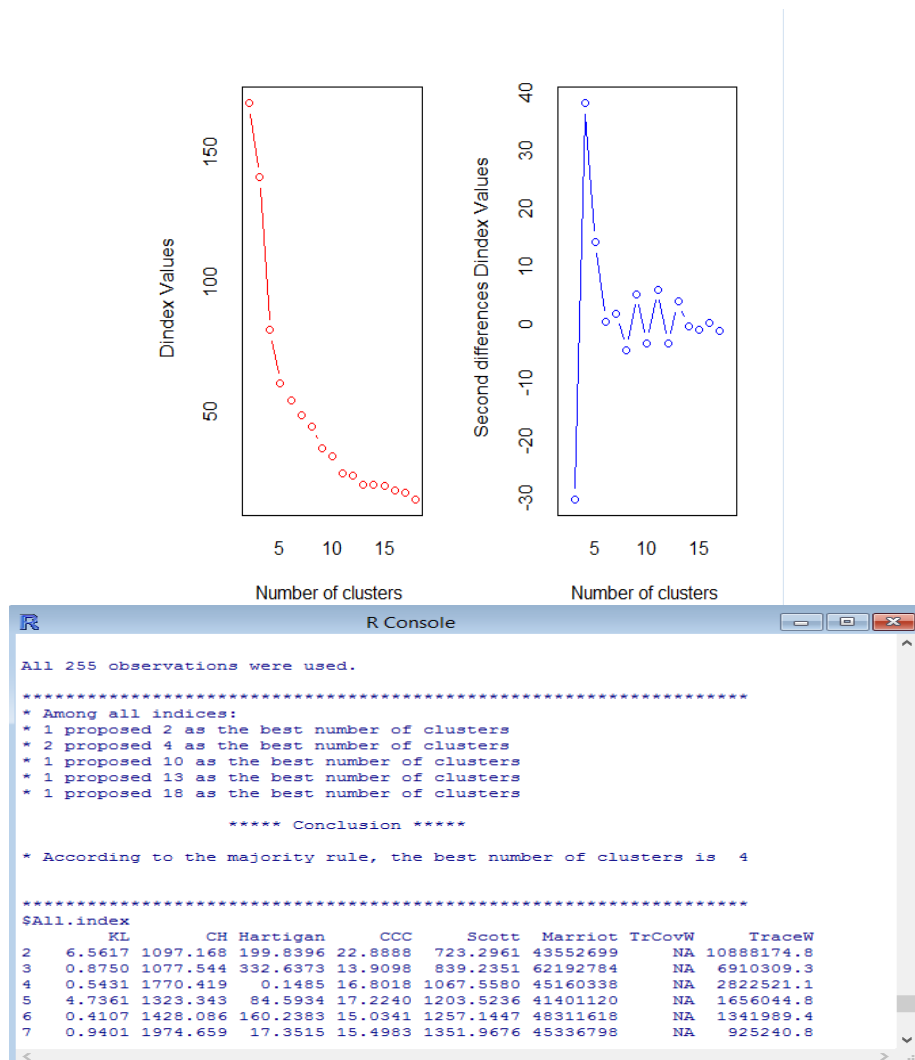 Dindex Values
50 100 150
5 10 15
Number of clusters
Second differences Dindex Values
-30 -20 -10 0 10 20 30 40
5 10 15
Number of clusters
R Console
All 255 observations were used.
*******************************************************************
* Among all indices:
* 1 proposed 2 as the best number of clusters
* 2 proposed 4 as the best number of clusters
* 1 proposed 10 as the best number of clusters
* 1 proposed 13 as the best number of clusters
* 1 proposed 18 as the best number of clusters
***** Conclusion *****
* According to the majority rule, the best number of clusters is 4
*******************************************************************
$All.index
KL CH Hartigan CCC Scott Marriot TrCovW TraceW
2 6.5617 1097.168 199.8396 22.8888 723.2961 43552699 NA 10888174.8
3 0.8750 1077.544 332.6373 13.9098 839.2351 62192784 NA 6910309.3
4 0.5431 1770.419 0.1485 16.8018 1067.5580 45160338 NA 2822521.1
5 4.7361 1323.343 84.5934 17.2240 1203.5236 41401120 NA 1656044.8
6 0.4107 1428.086 160.2383 15.0341 1257.1447 48311618 NA 1341989.4
7 0.9401 1974.659 17.3515 15.4983 1351.9676 45336798 NA 925240.8